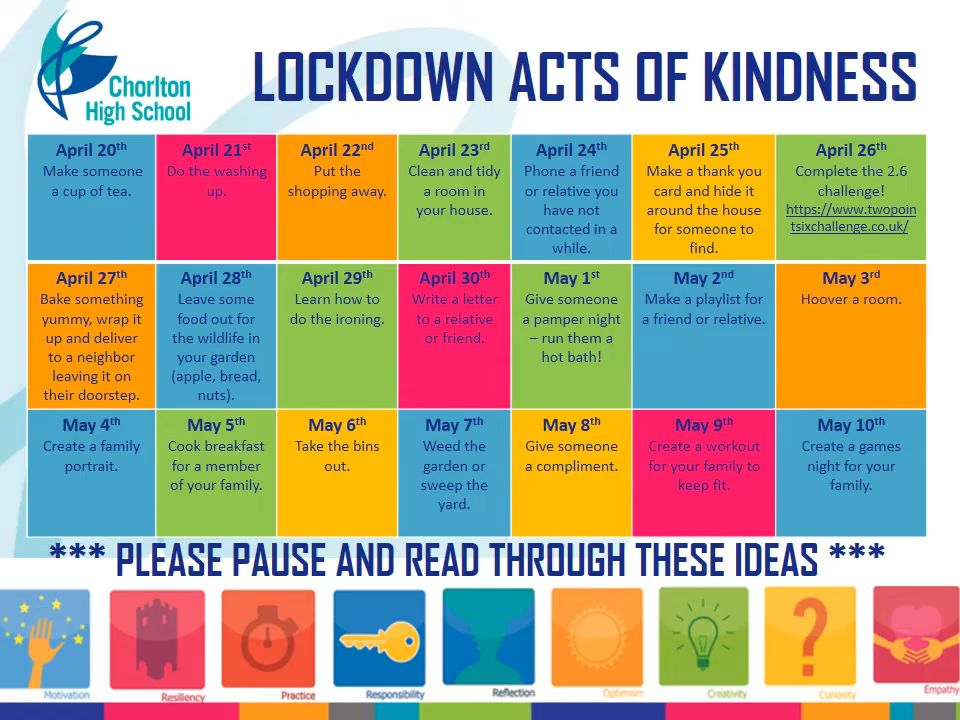 Chorlton
High School
LOCKDOWN ACTS OF KINDNESS
April 20th
Make someone
a cup of tea.
April 21st
Do the washing
up.
April 22nd
Put the
shopping away.
April 23rd
Clean and tidy
a room in
your house.
April 24th
Phone a friend
or relative you
have not
contacted in a
while.
April 25th
Make a thank you
card and hide it
around the house
for someone to
find.
April 26th
Complete the 2.6
challenge!
https://www.twopoin
tsixchallenge.co.uk/
April 27th
Bake something
yummy, wrap it
up and deliver
to a neighbor
leaving it on
their doorstep.
April 28th
Leave some
food out for
the wildlife in
your garden
(apple, bread,
nuts).
April 29th
Learn how to
do the ironing.
April 30th
Write a letter
to a relative
or friend.
May 1st
Give someone
a pamper night
– run them a
hot bath!
May 2nd
Make a playlist for
a friend or relative.
May 3rd
Hoover a room.
May 4th
Create a family
portrait.
May 5th
Cook breakfast
for a member
of your family.
May 6th
Take the bins
out.
May 7th
Weed the
garden or
sweep the
yard.
May 8th
Give someone
a compliment.
May 9th
Create a workout
for your family to
keep fit.
May 10th
Create a games
night for your
family.
*** PLEASE PAUSE AND READ THROUGH THESE IDEAS ***
Motivation
Resiliency
Practice
Responsibility
Reflection
Optimism
Creativity
Curiosity
Empathy